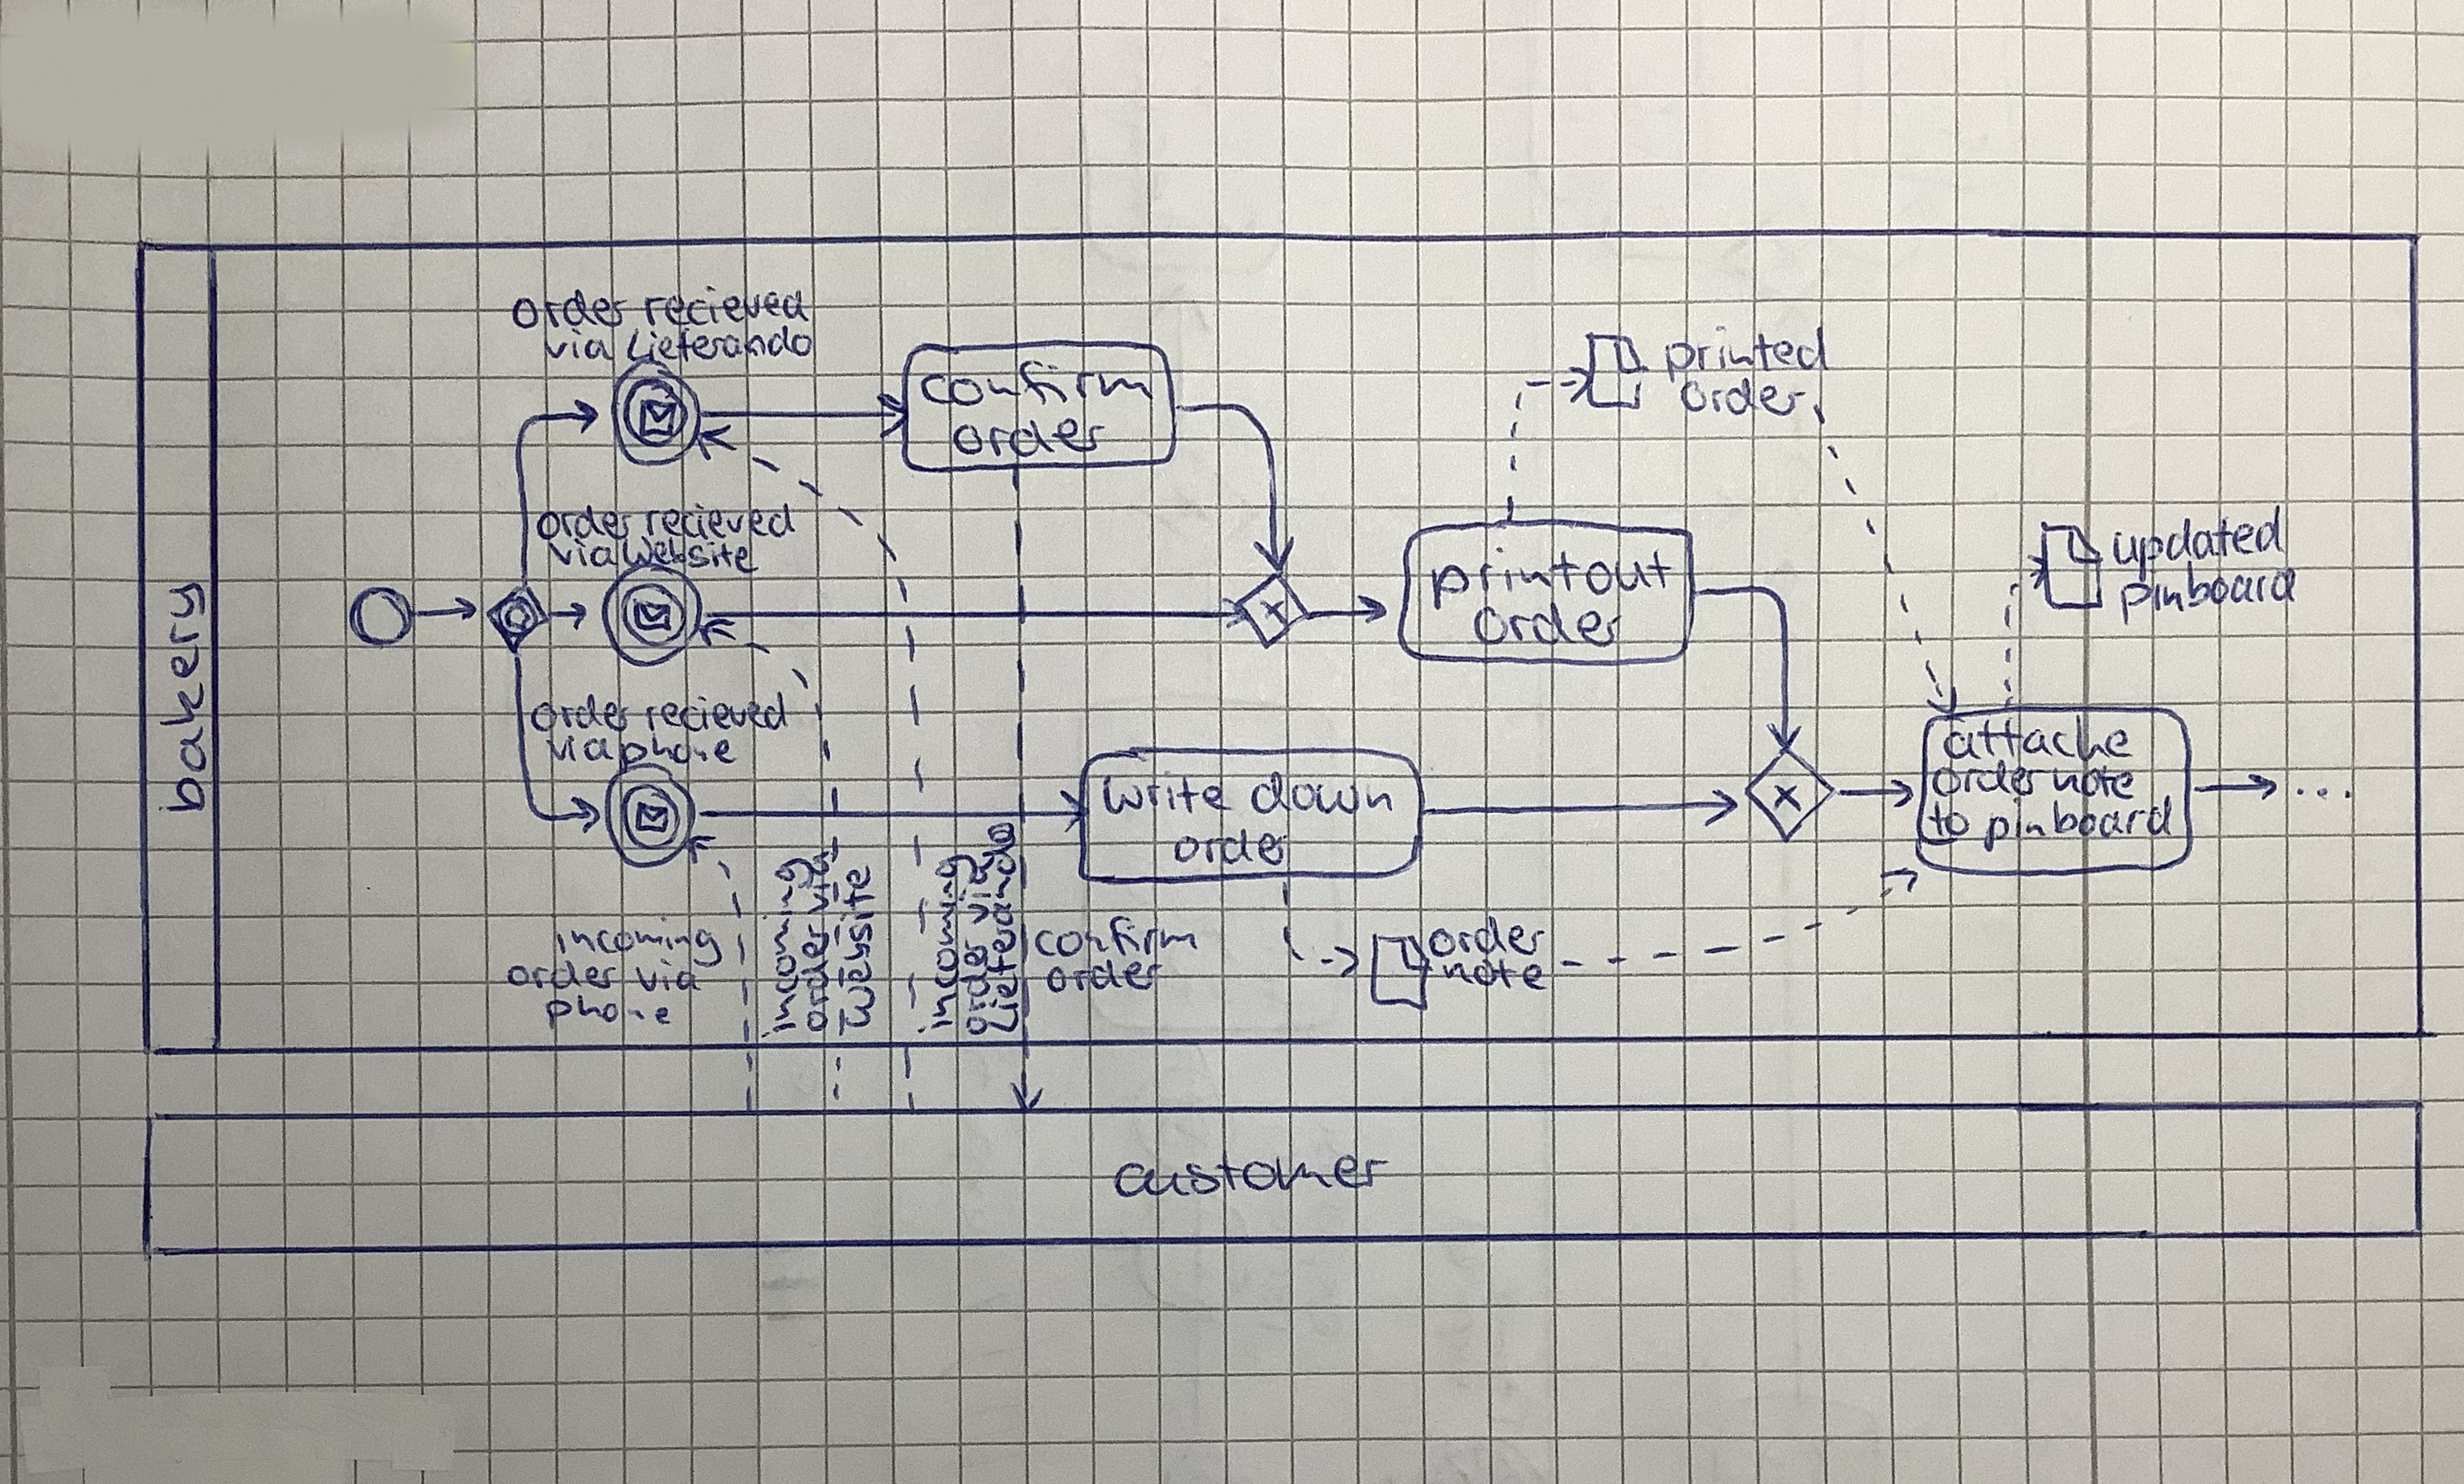 order recieved
via Lieferando
confirm
order
printed
order
order recieved
via Website
printout
order
updated
pinboard
bakery
order recieved
via phone
write down
order
attache
order note
to pinboard
...
incoming
order via
phone
incoming
order via
website
incoming
order via
Lieferando
confirm
order
order
note
customer